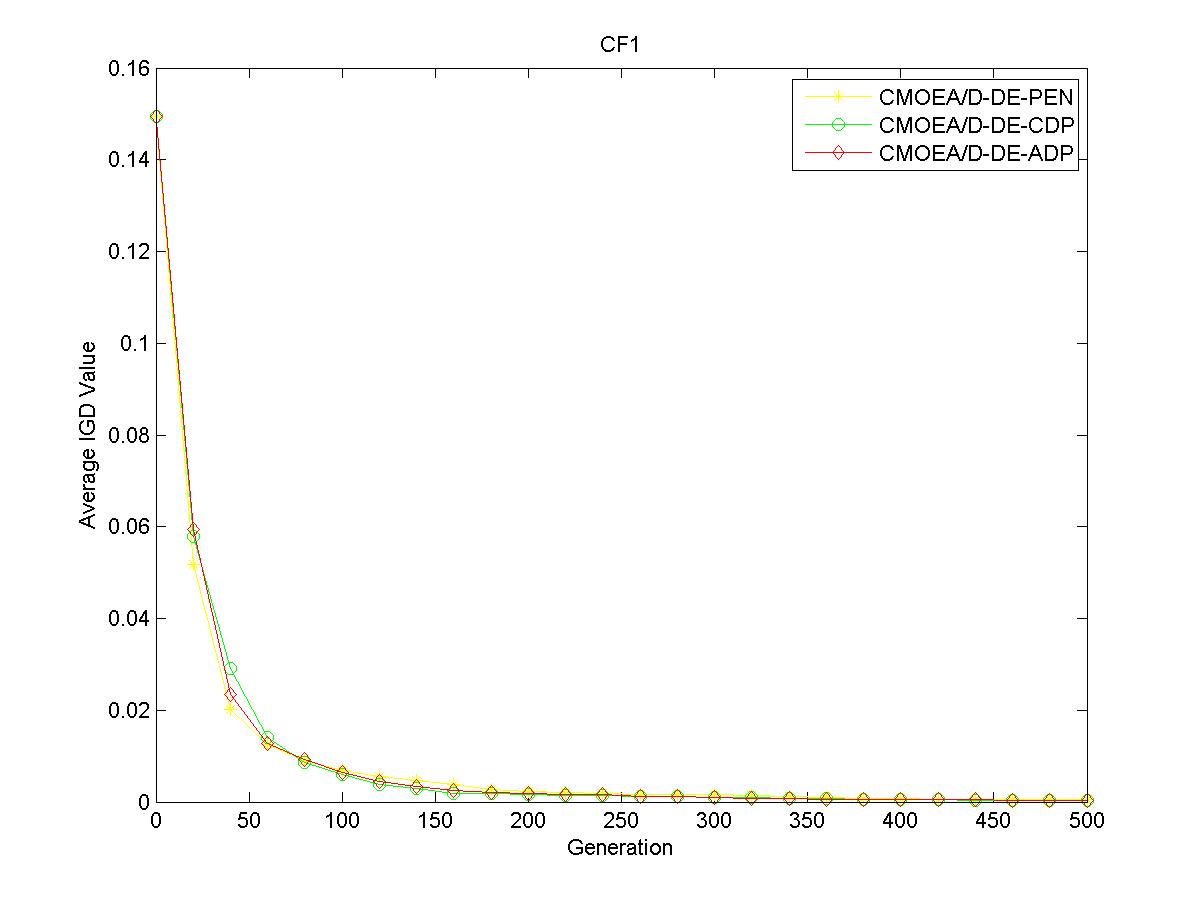 CF1
0.16
0.14
0.12
0.1
0.08
0.06
0.04
0.02
0
Average IGD Value
CMOEA/D-DE-PEN
CMOEA/D-DE-CDP
CMOEA/D-DE-ADP
0 50 100 150 200 250 300 350 400 450 500
Generation